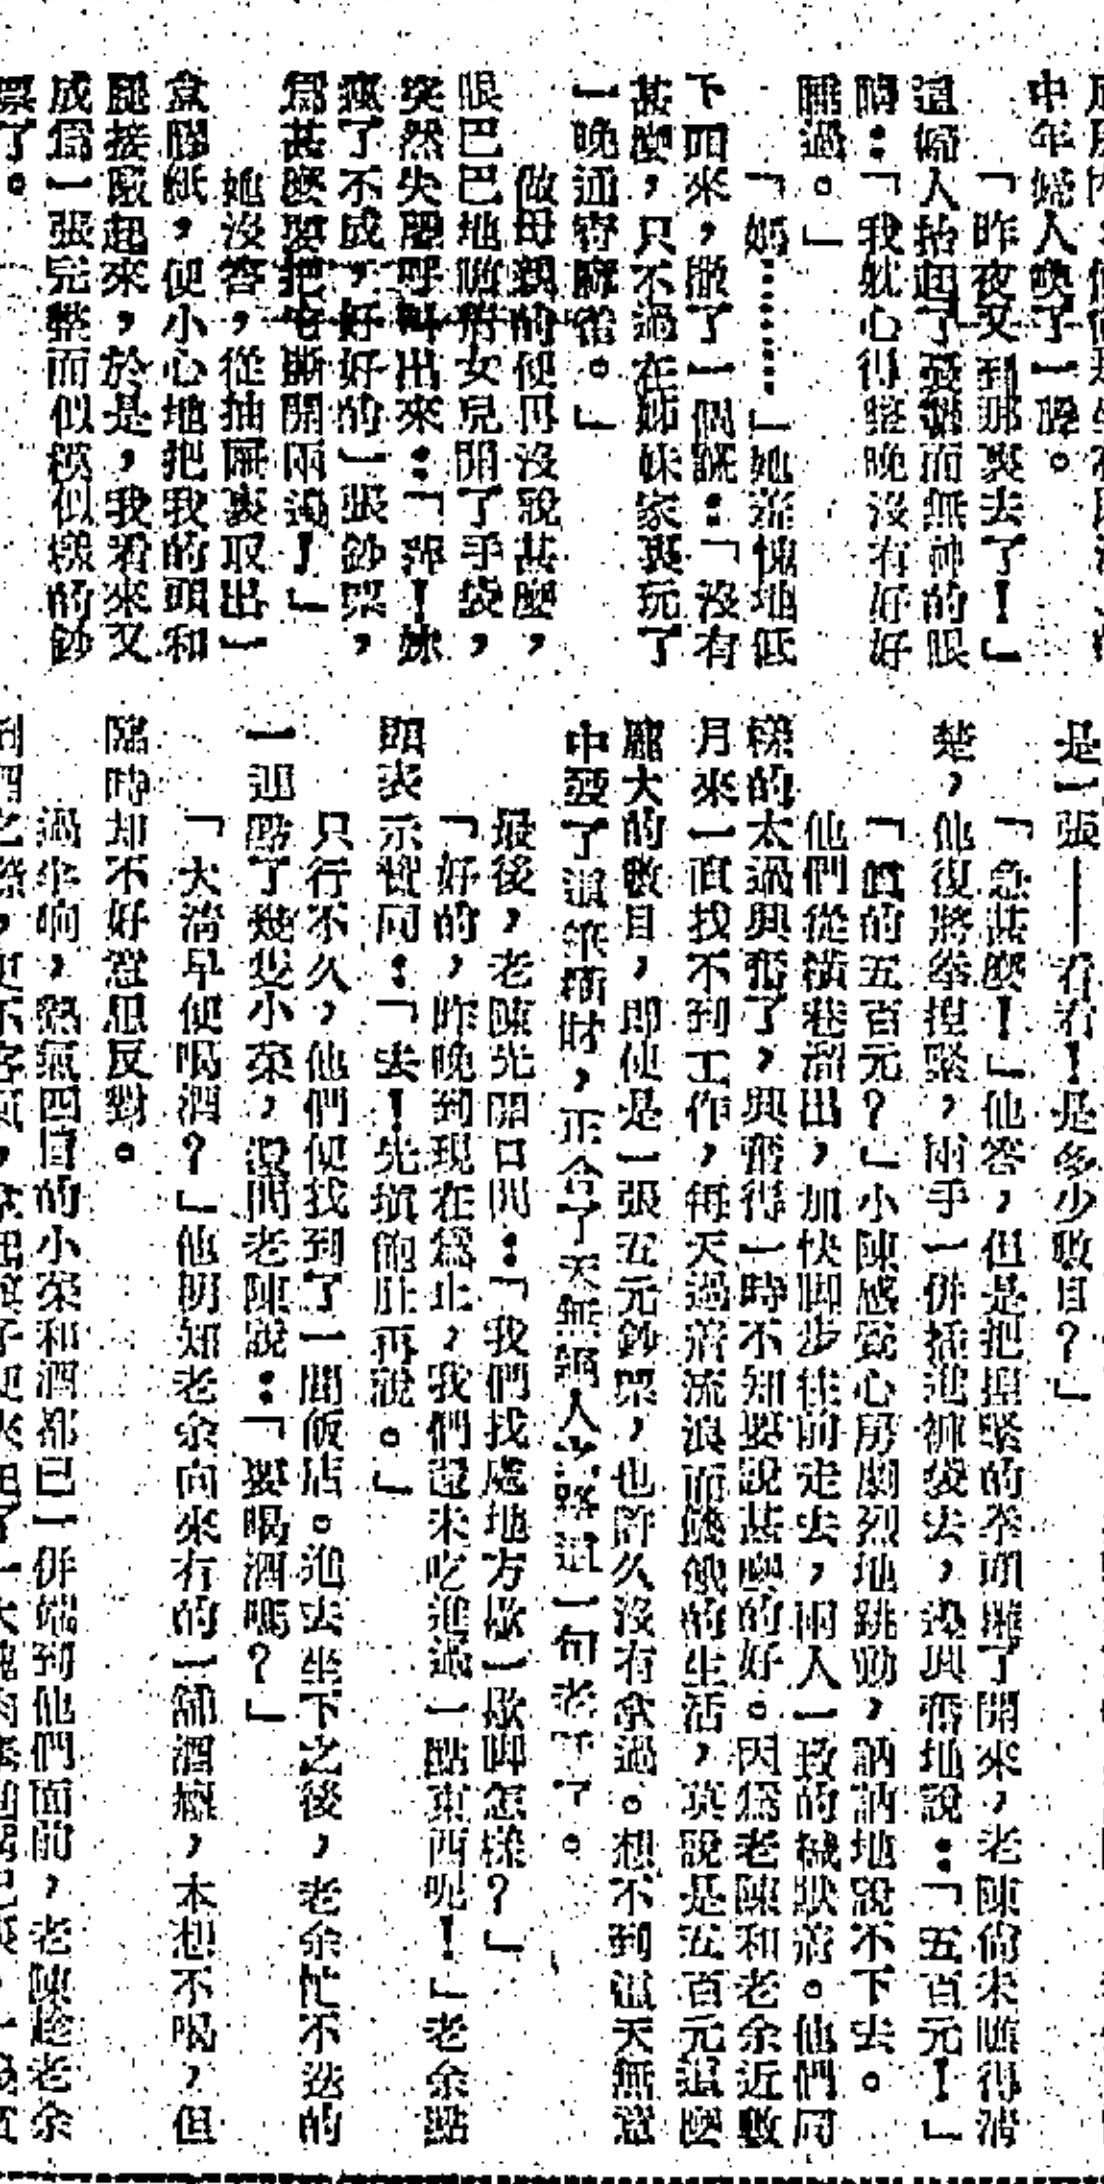 中年婦人喚了一聲。
「昨夜又到那裏去了！」
這婦人抬起了憂鬱而無神的眼
睛：「我躭心得整晚沒有好好
睡過。」
「媽……」她羞愧地低
下頭來，撒了一個謊：「沒有
甚麼，只不過在姊妹家裏玩了
一晚通宵麻雀。」
做母親的便再沒說甚麼，
眼巴巴地瞧着女兒開了手袋，
突然失聲呼叫出來：「喲！妳
瘋了不成，好好的一張鈔票，
爲甚麼要把它撕開兩邊！」
她沒答，從抽屜裏取出一
盒膠紙，便小心地把我的頭和
腿接駁起來，於是，我看來又
成爲一張完整而似模似樣的鈔
票了。
是一張——看看！是多少數目？」
「急甚麼！」他答，但是把揑緊的拳頭攤了開來，老陳尚未瞧得清
楚，他復將拳揑緊，兩手一併插進褲袋去，極興奮地說：「五百元！」
「眞的五百元？」小陳感覺心房劇烈地跳動，訥訥地說不下去。
他們從橫巷溜出，加快脚步往前走去，兩人一致的緘默着。他們同
樣的太過興奮了，興奮得一時不知要說甚麼的好。因爲老陳和老余近數
月來一直找不到工作，每天過着流浪而饑餓的生活，莫說是五百元這麼
龐大的數目，即使是一張五元鈔票，也許久沒有拿過。想不到這天無意
中發了這筆橫財，正合了天無絕人之路這一句老話了。
最後，老陳先開口問：「我們找處地方歇一歇脚怎樣？」
「好的，昨晚到現在爲止，我們還未吃進過一點東西呢！」老余點
頭表示贊同：「去！先塡飽肚再說。」
只行不久，他們便找到了一間飯店。進去坐下之後，老余忙不迭的
一連點了幾隻小菜，還問老陳說：「要喝酒嗎？」
「大清早便喝酒？」他明知老余向來有的一舖酒癮，本想不喝，但
臨時却不好意思反對。
過半晌，熱氣四冒的小菜和酒都已一併端到他們面前，老陳趁老余